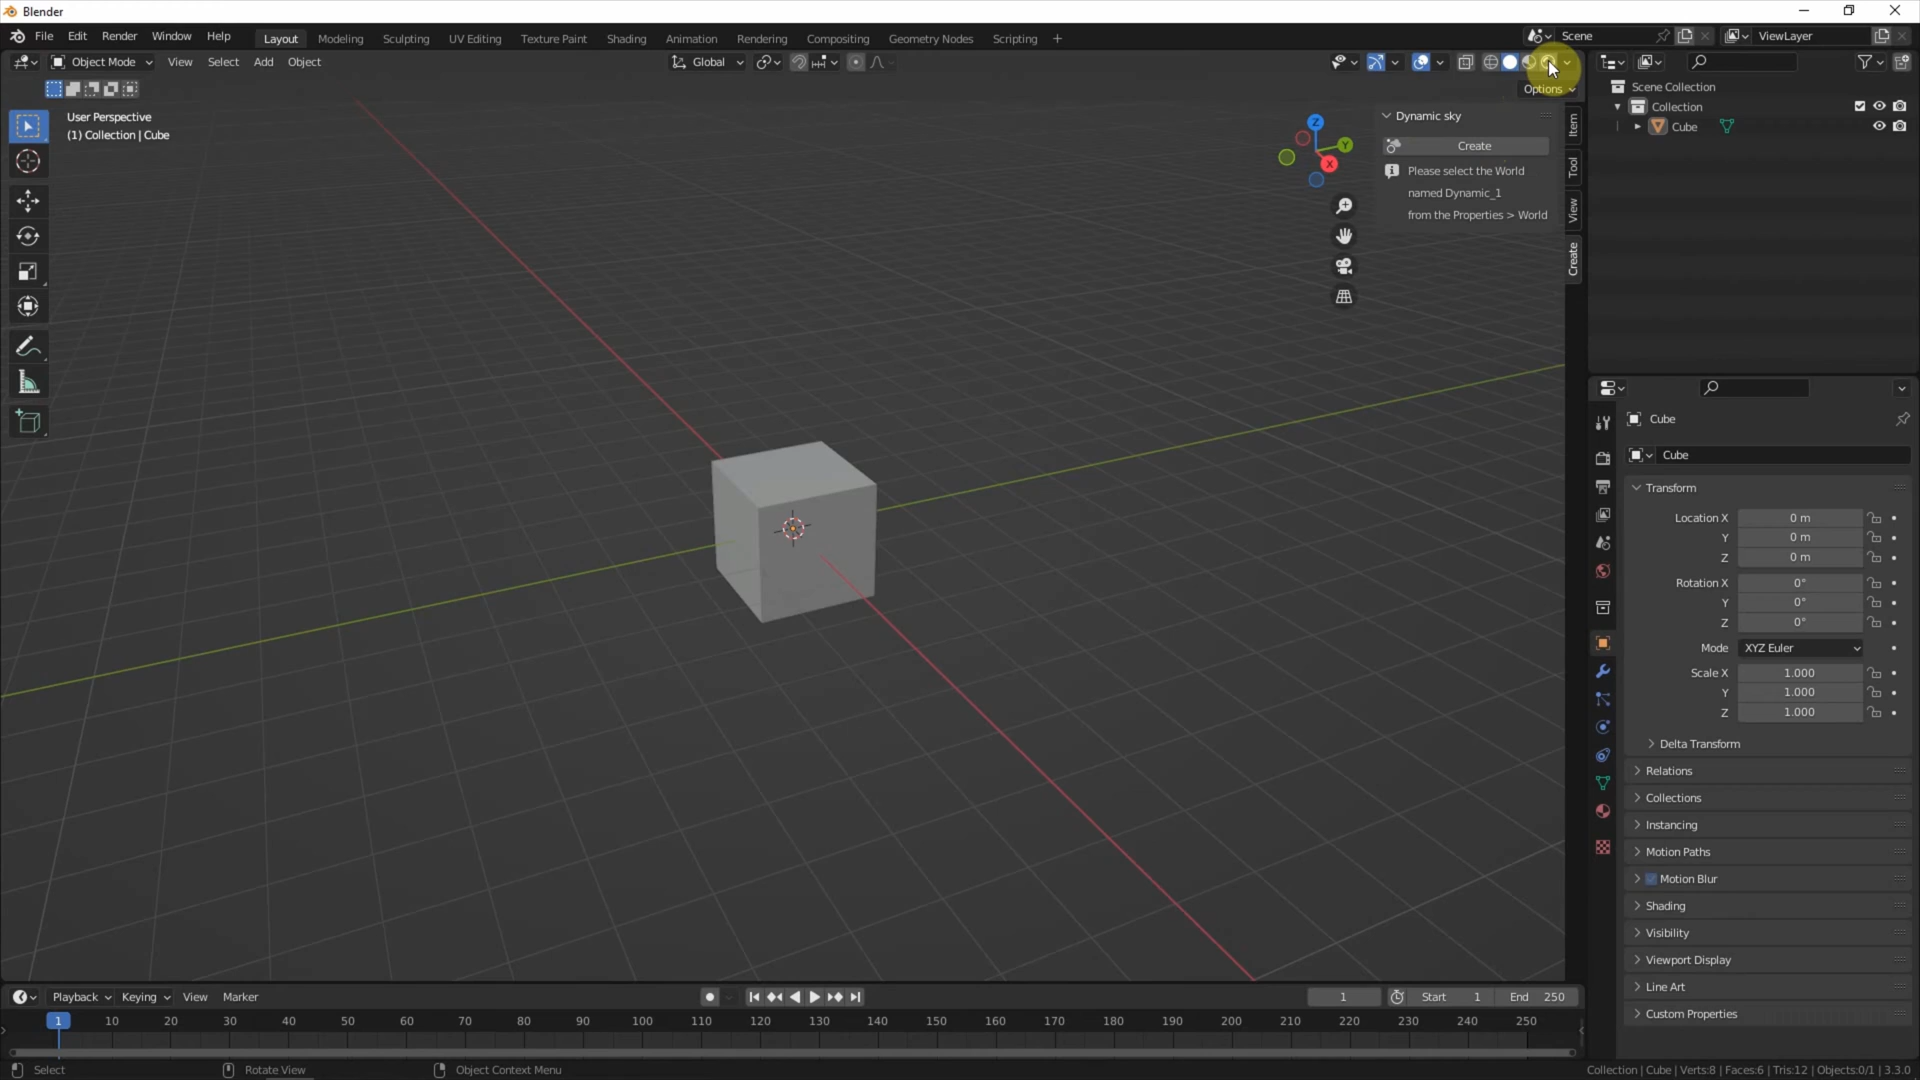 Blender
File Edit Render Window Help Layout Modeling Sculpting UV Editing Texture Paint Shading Animation Rendering Compositing Geometry Nodes Scripting + Scene ViewLayer
Object Mode View Select Add Object Global
Options
User Perspective
(1) Collection | Cube
Z
Y
X
Dynamic sky
Create
Please select the World
named Dynamic_1
from the Properties > World
Item
Tool
View
Create
Scene Collection
Collection
Cube
Cube
Cube
Transform
Location X 0 m
Y 0 m
Z 0 m
Rotation X 0°
Y 0°
Z 0°
Mode XYZ Euler
Scale X 1.000
Y 1.000
Z 1.000
Delta Transform
Relations
Collections
Instancing
Motion Paths
Motion Blur
Shading
Visibility
Viewport Display
Line Art
Custom Properties
Playback Keying View Marker 1 Start 1 End 250
1 10 20 30 40 50 60 70 80 90 100 110 120 130 140 150 160 170 180 190 200 210 220 230 240 250
Select Rotate View Object Context Menu Collection | Cube | Verts:8 | Faces:6 | Tris:12 | Objects:0/1 | 3.3.0